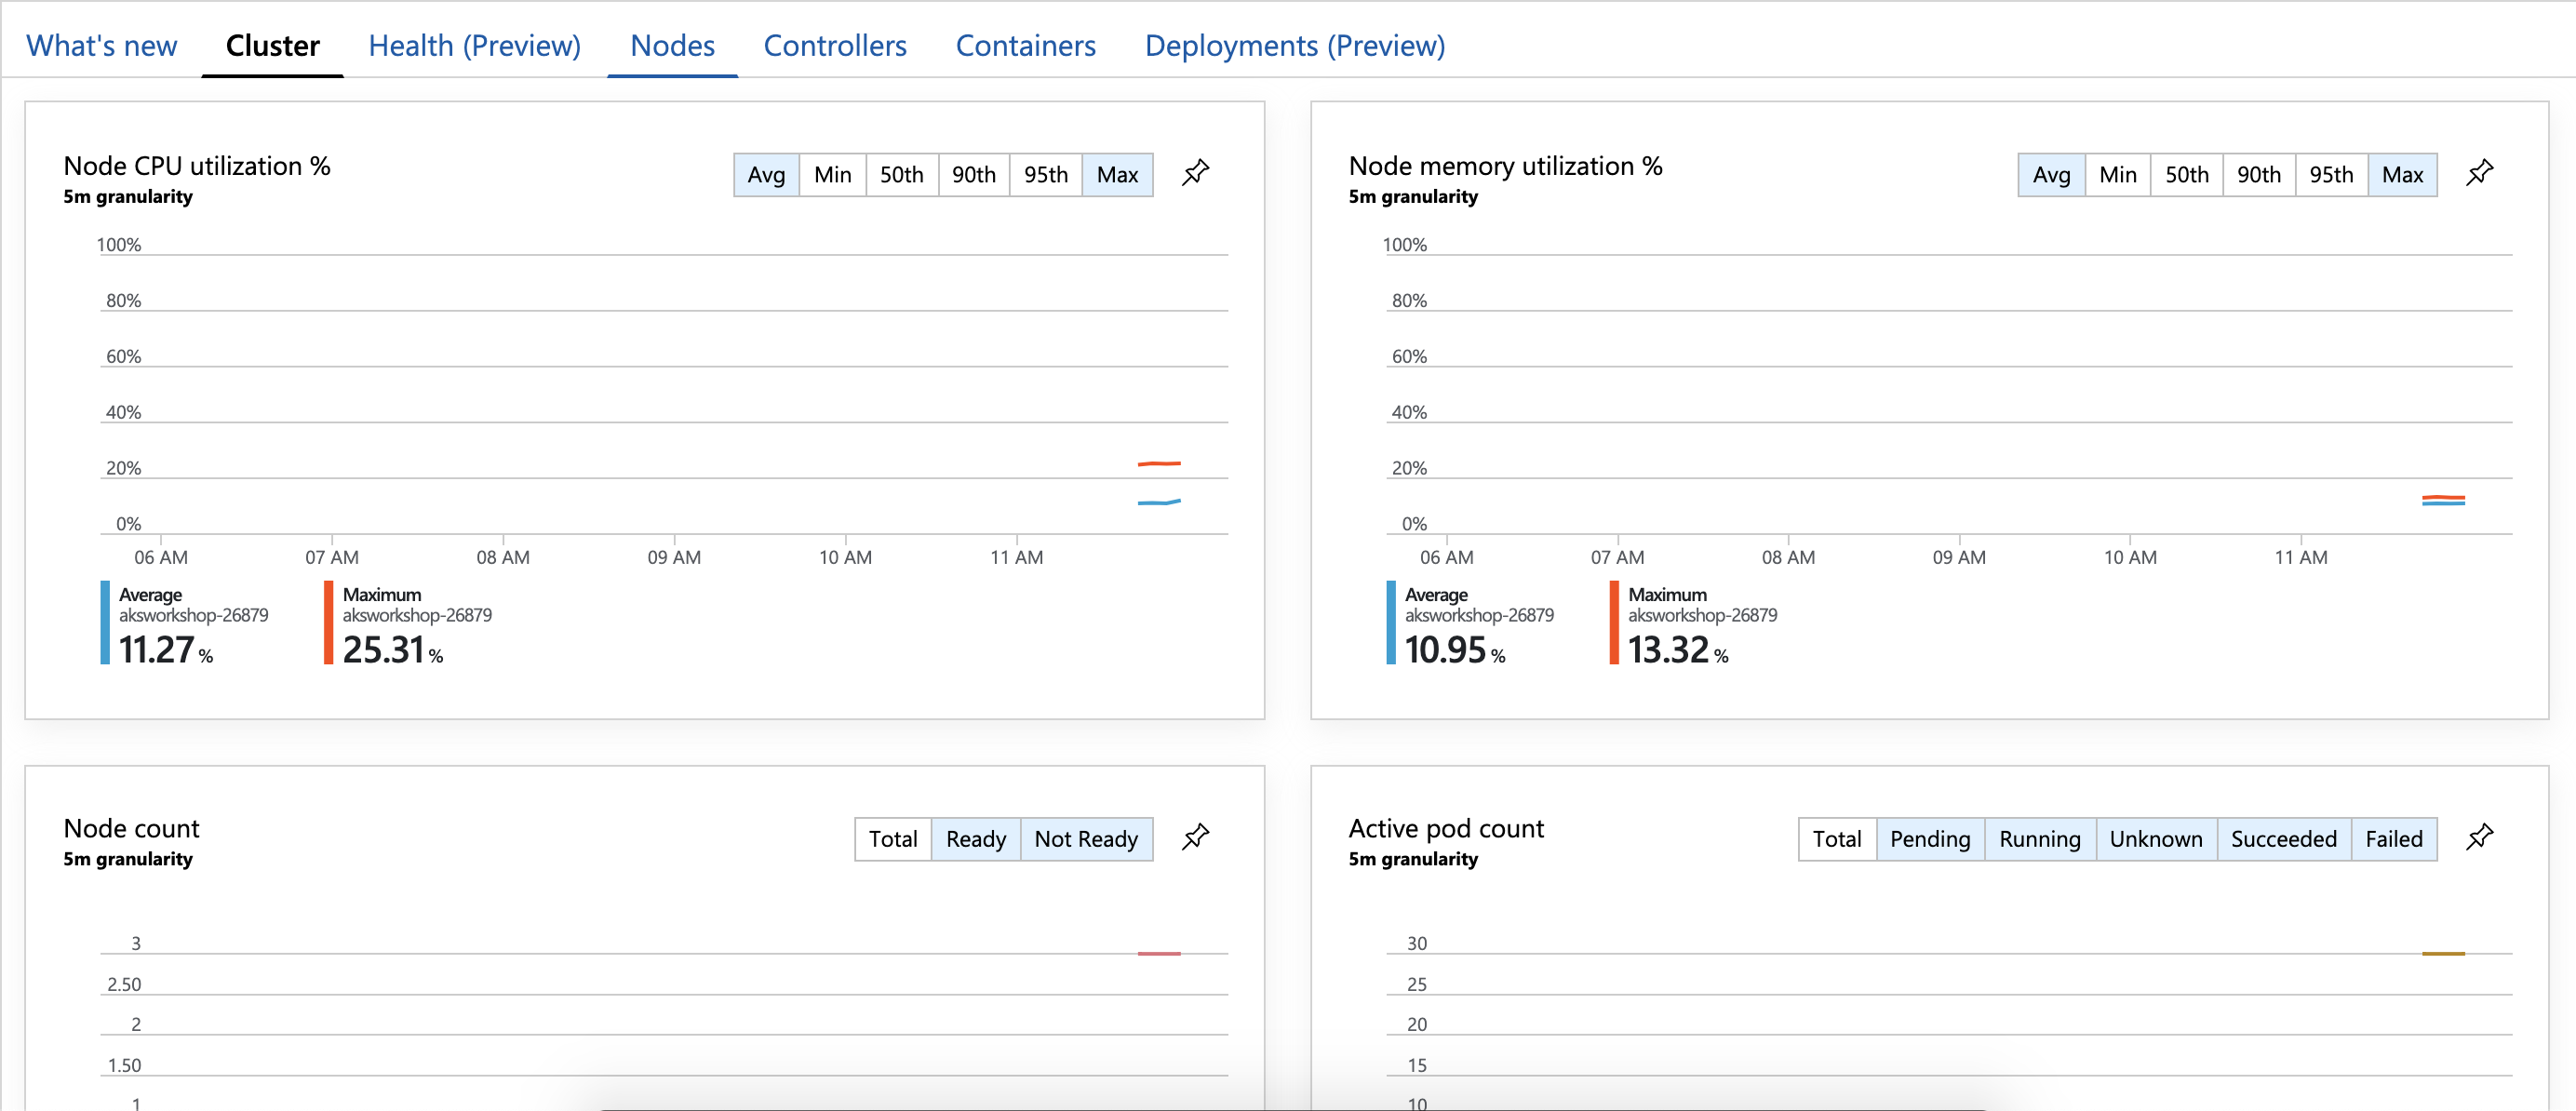 What's new Cluster Health (Preview) Nodes Controllers Containers Deployments (Preview)
Node CPU utilization %
5m granularity
Avg Min 50th 90th 95th Max
100%
80%
60%
40%
20%
0%
06 AM 07 AM 08 AM 09 AM 10 AM 11 AM
Average
aksworkshop-26879
11.27 %
Maximum
aksworkshop-26879
25.31 %
Node memory utilization %
5m granularity
Avg Min 50th 90th 95th Max
100%
80%
60%
40%
20%
0%
06 AM 07 AM 08 AM 09 AM 10 AM 11 AM
Average
aksworkshop-26879
10.95 %
Maximum
aksworkshop-26879
13.32 %
Node count
5m granularity
Total Ready Not Ready
3
2.50
2
1.50
1
Active pod count
5m granularity
Total Pending Running Unknown Succeeded Failed
30
25
20
15
10